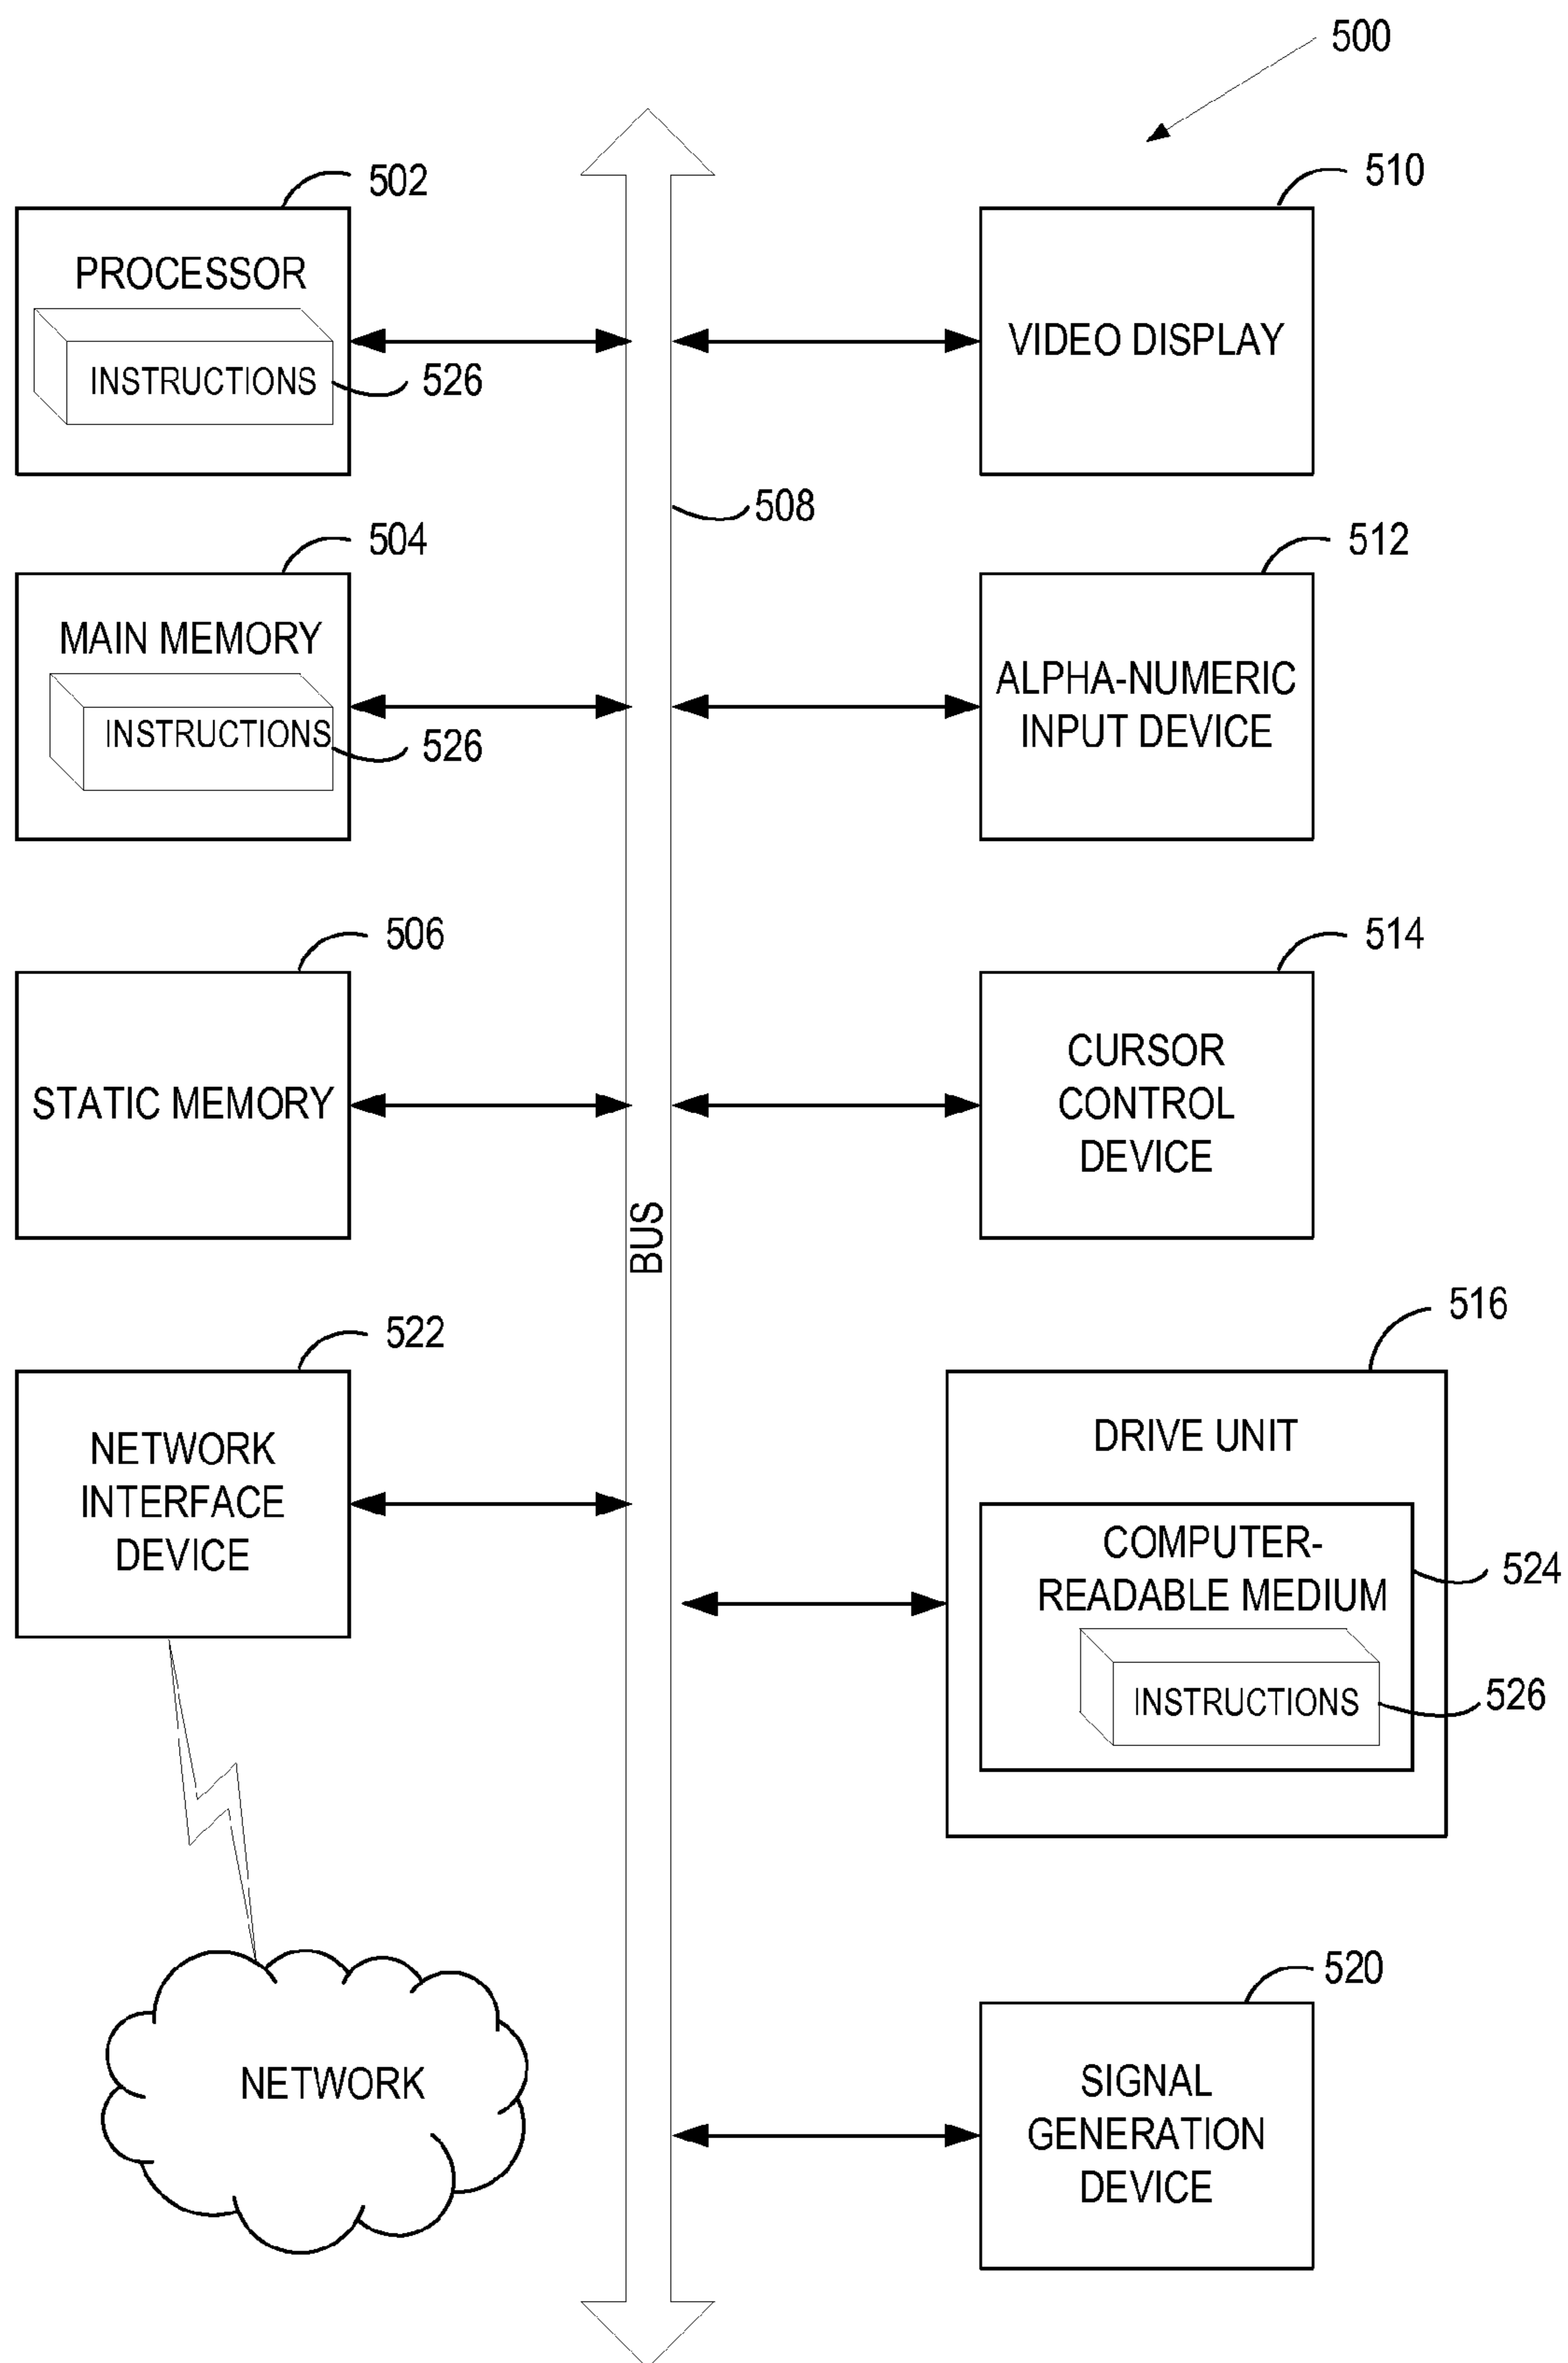 500
502
PROCESSOR
INSTRUCTIONS
526
510
VIDEO DISPLAY
508
504
MAIN MEMORY
INSTRUCTIONS
526
512
ALPHA-NUMERIC
INPUT DEVICE
506
STATIC MEMORY
514
CURSOR
CONTROL
DEVICE
BUS
522
NETWORK
INTERFACE
DEVICE
516
DRIVE UNIT
COMPUTER-
READABLE MEDIUM
524
INSTRUCTIONS
526
NETWORK
520
SIGNAL
GENERATION
DEVICE